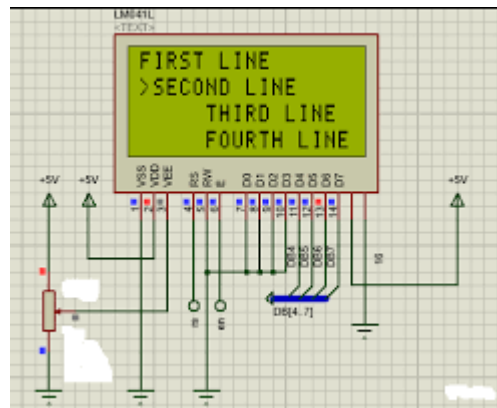 LM041L
<TEXT>
FIRST LINE
>SECOND LINE
THIRD LINE
FOURTH LINE
VSS VDD VEE RS RW E D0 D1 D2 D3 D4 D5 D6 D7
1 2 3 4 5 6 7 8 9 10 11 12 13 14
+5V +5V +5V
DB4 DB5 DB6 DB7
16
rs en
DB[4..7]